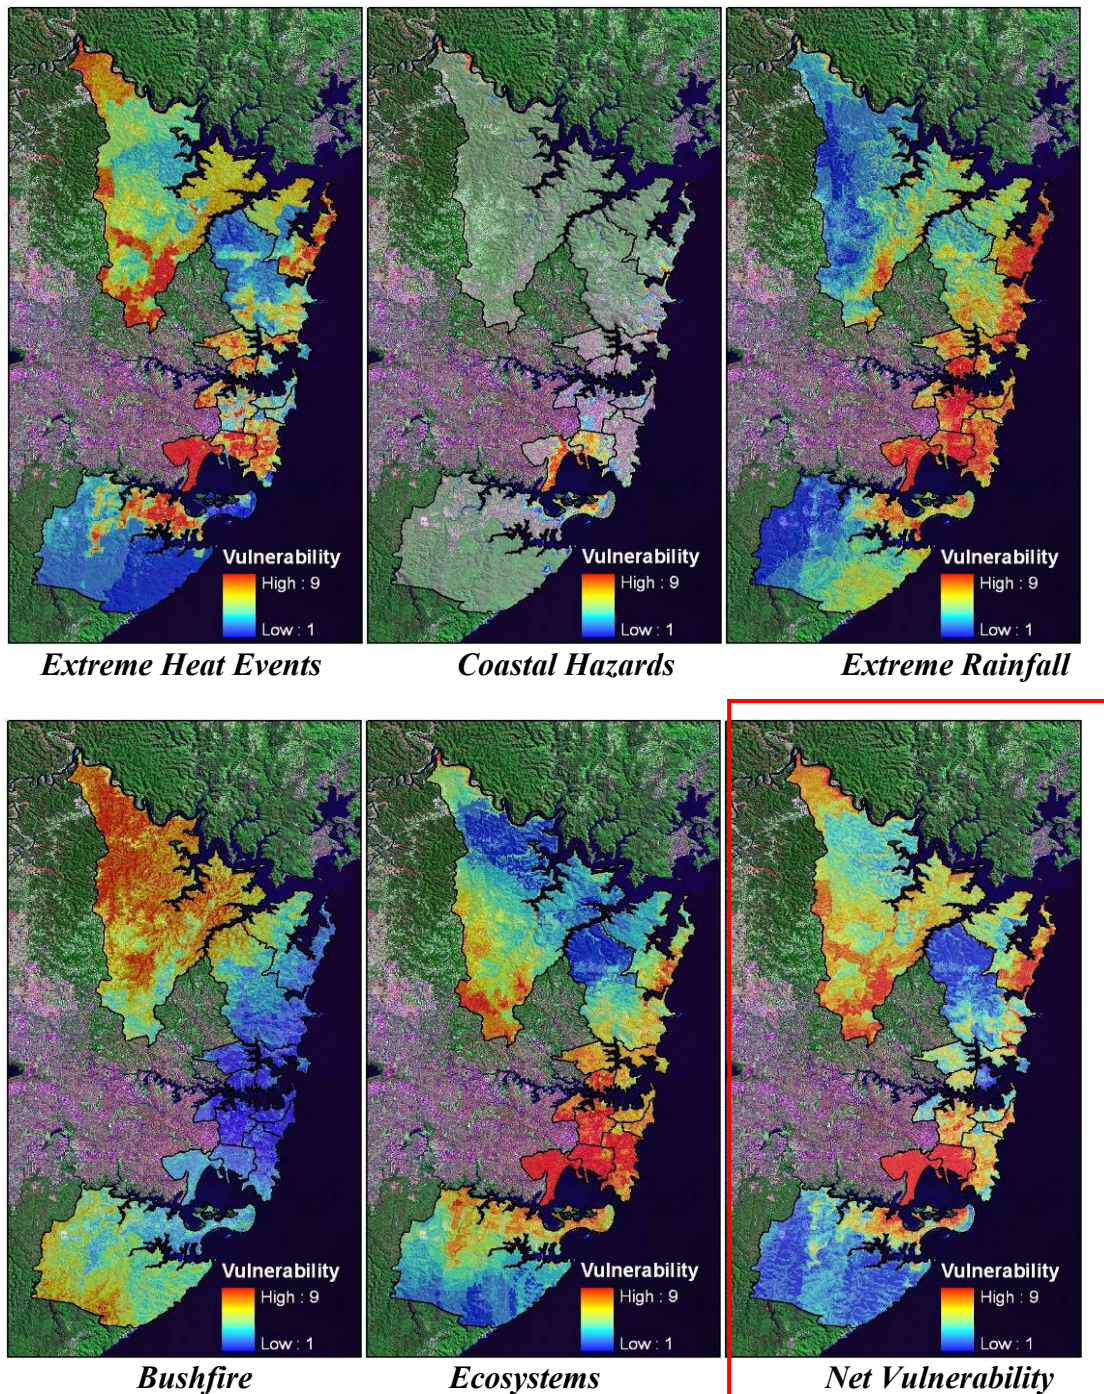 Vulnerability
High : 9
Low : 1
Vulnerability
High : 9
Low : 1
Vulnerability
High : 9
Low : 1
Extreme Heat Events
Coastal Hazards
Extreme Rainfall
Vulnerability
High : 9
Low : 1
Vulnerability
High : 9
Low : 1
Vulnerability
High : 9
Low : 1
Bushfire
Ecosystems
Net Vulnerability